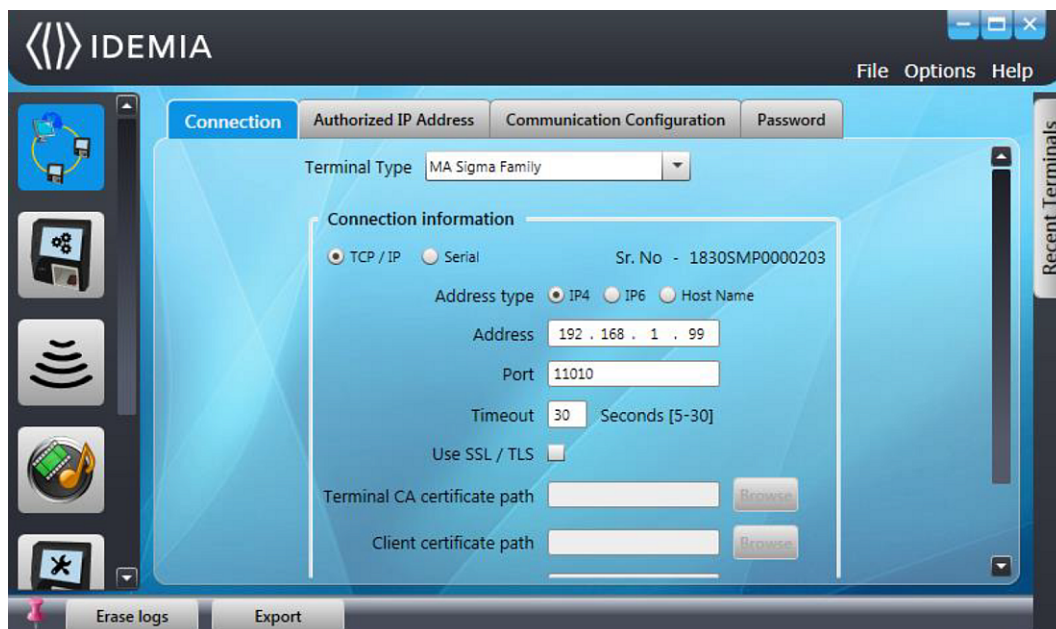 IDEMIA
File Options Help
Connection Authorized IP Address Communication Configuration Password
Recent Terminals
Terminal Type MA Sigma Family
Connection information
TCP / IP Serial Sr. No - 1830SMP0000203
Address type IP4 IP6 Host Name
Address 192 . 168 . 1 . 99
Port 11010
Timeout 30 Seconds [5-30]
Use SSL / TLS
Terminal CA certificate path Browse
Client certificate path Browse
Erase logs Export